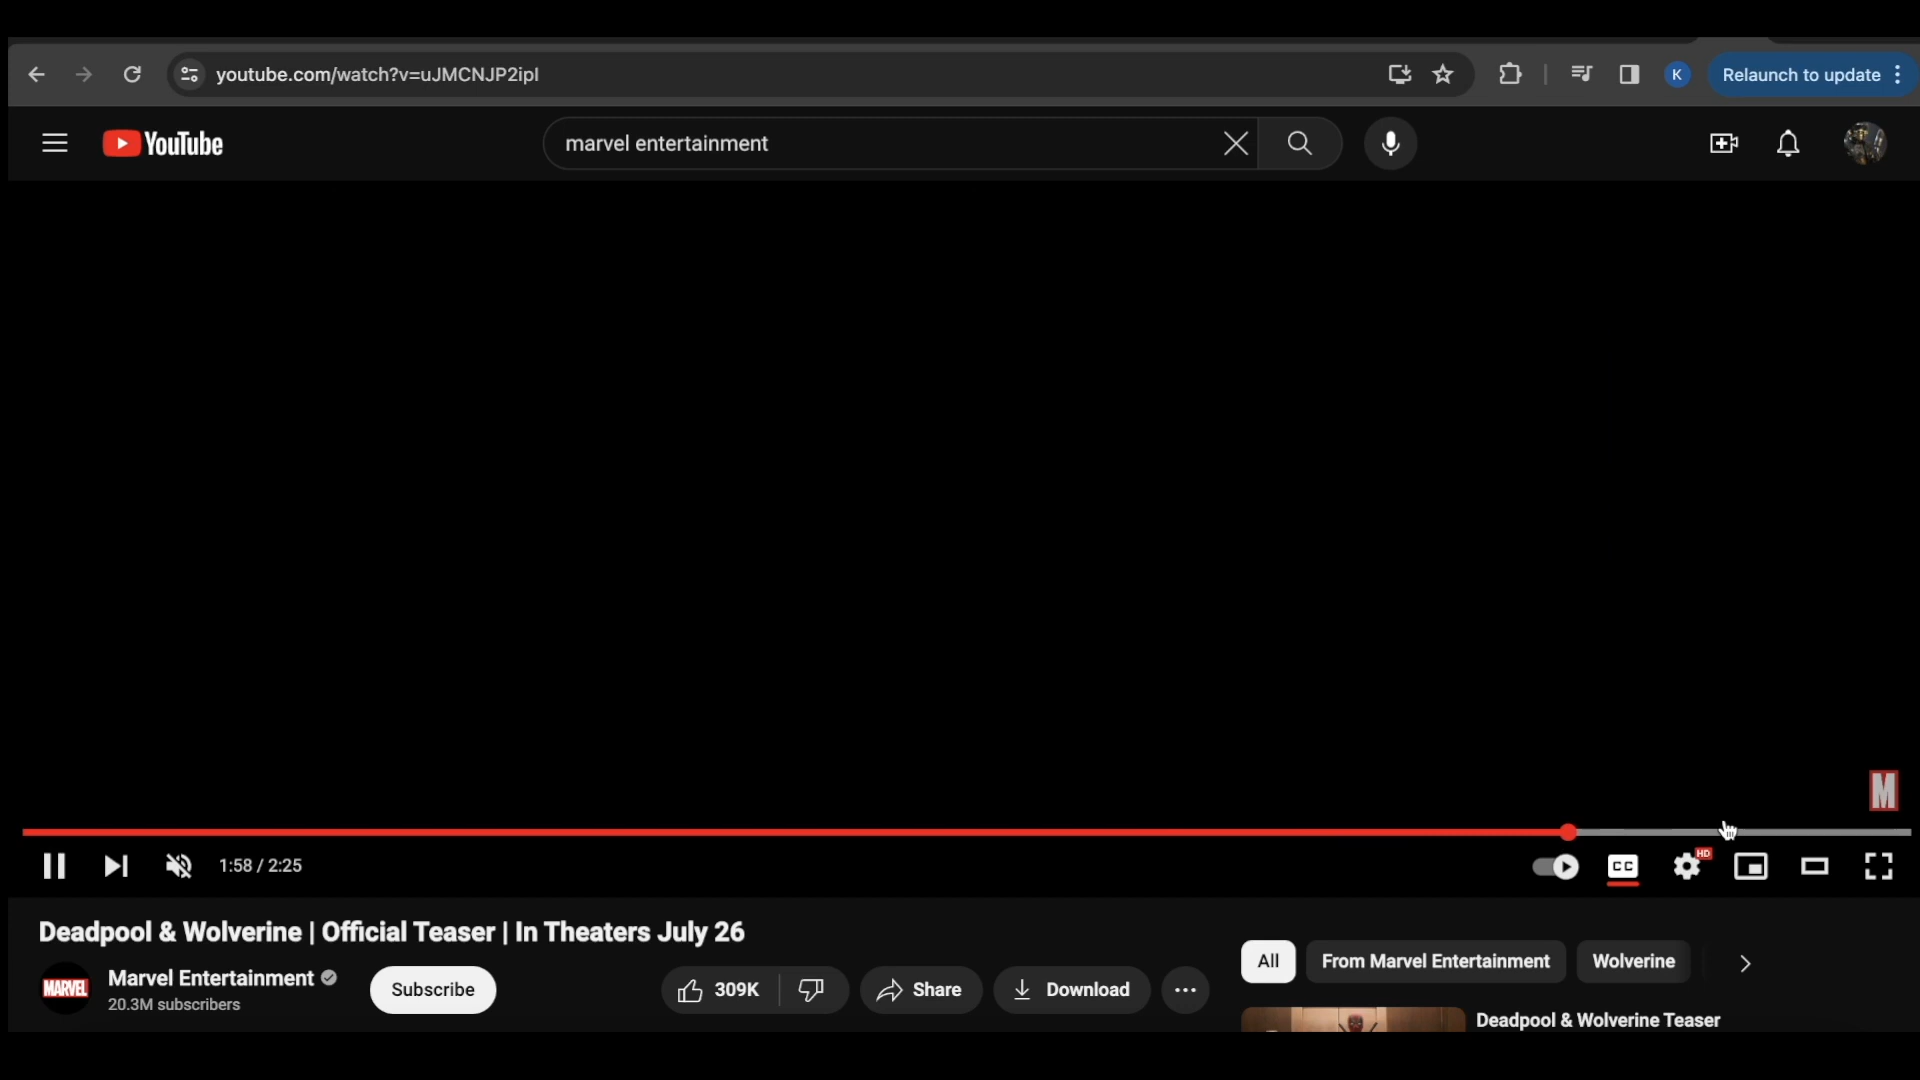 youtube.com/watch?v=uJMCNJP2ipI
K
Relaunch to update
YouTube
marvel entertainment
M
1:58 / 2:25
CC
HD
Deadpool & Wolverine | Official Teaser | In Theaters July 26
MARVEL
Marvel Entertainment
20.3M subscribers
Subscribe
309K
Share
Download
All
From Marvel Entertainment
Wolverine
Deadpool & Wolverine Teaser